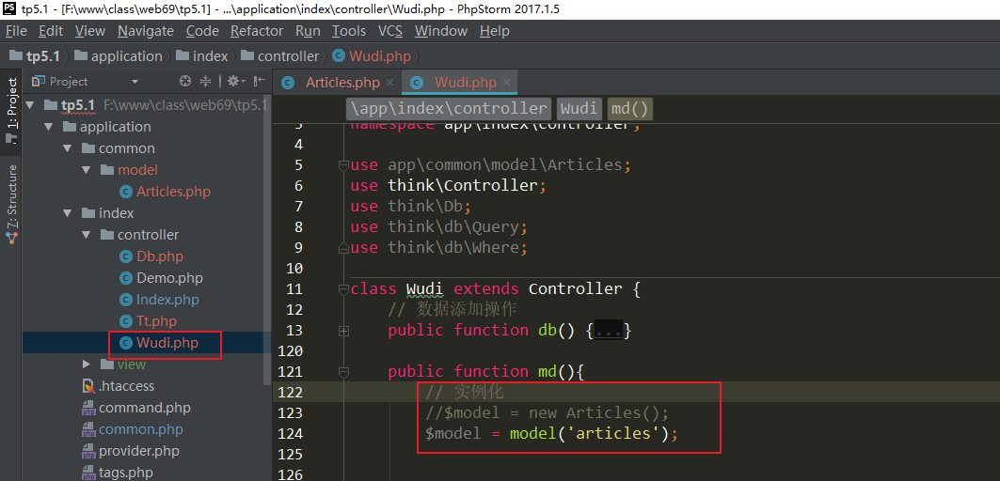 tp5.1 - [F:\www\class\web69\tp5.1] - ...\application\index\controller\Wudi.php - PhpStorm 2017.1.5
File Edit View Navigate Code Refactor Run Tools VCS Window Help
tp5.1 application index controller Wudi.php
Project
Articles.php × Wudi.php ×
1: Project
7: Structure
tp5.1 F:\www\class\web69\tp5.1
application
common
model
Articles.php
index
controller
Db.php
Demo.php
Index.php
Tt.php
Wudi.php
view
.htaccess
command.php
common.php
provider.php
tags.php
\app\index\controller Wudi md()
3 namespace app\index\controller;
4
5 use app\common\model\Articles;
6 use think\Controller;
7 use think\Db;
8 use think\db\Query;
9 use think\db\Where;
10
11 class Wudi extends Controller {
12 // 数据添加操作
13 public function db() {...}
120
121 public function md(){
122 // 实例化
123 //$model = new Articles();
124 $model = model('articles');
125
126